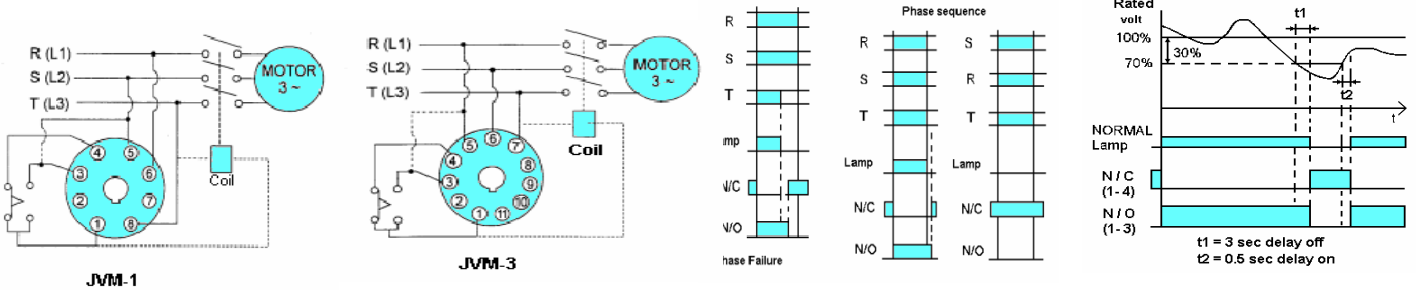 R (L1)
S (L2)
T (L3)
MOTOR
3 ~
Coil
4
5
3
6
2
7
1
8
JVM-1
R (L1)
S (L2)
T (L3)
MOTOR
3 ~
Coil
6
5
7
4
8
3
9
2
10
1
11
JVM-3
R
S
T
mp
N/C
N/O
hase Failure
Phase sequence
R
S
T
Lamp
N/C
N/O
S
R
T
Lamp
N/C
N/O
Rated
volt
100%
70%
30%
t1
t2
t
NORMAL
Lamp
N / C
(1- 4)
N / O
(1- 3)
t1 = 3 sec delay off
t2 = 0.5 sec delay on